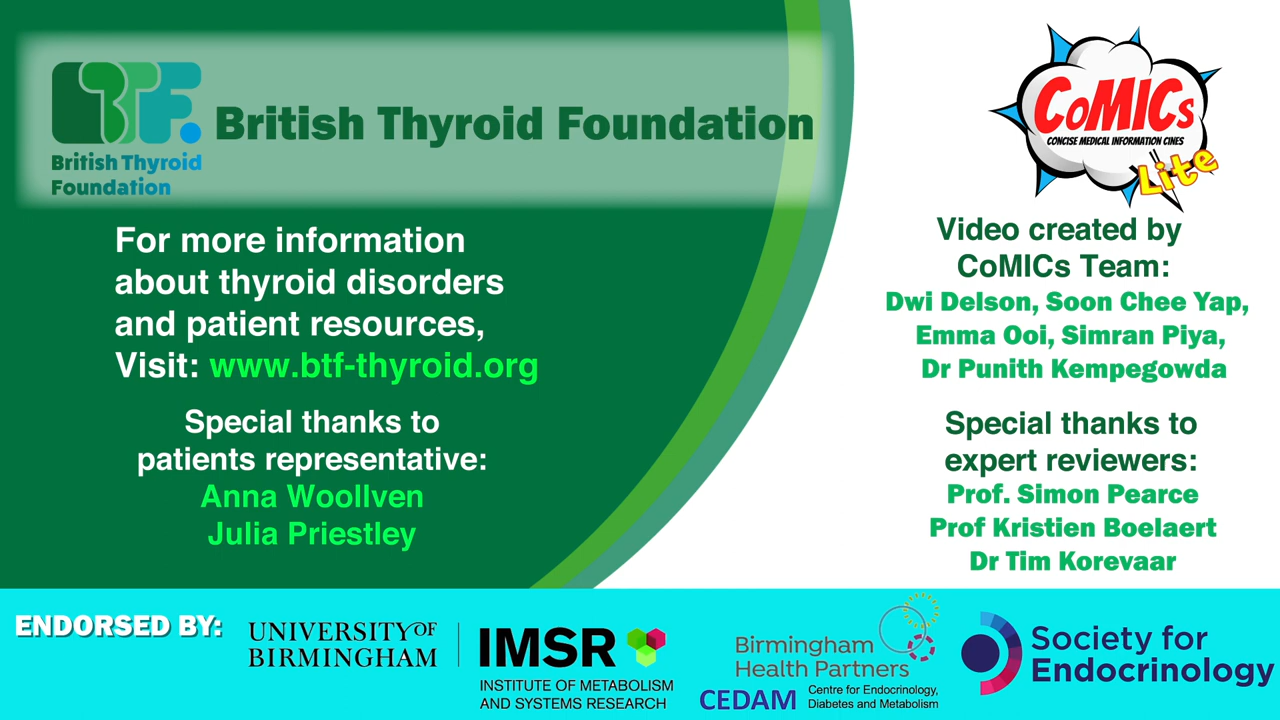 BTF.
British Thyroid
Foundation
British Thyroid Foundation
For more information
about thyroid disorders
and patient resources,
Visit: www.btf-thyroid.org
Special thanks to
patients representative:
Anna Woollven
Julia Priestley
CoMICs
CONCISE MEDICAL INFORMATION CINES
Lite
Video created by
CoMICs Team:
Dwi Delson, Soon Chee Yap,
Emma Ooi, Simran Piya,
Dr Punith Kempegowda
Special thanks to
expert reviewers:
Prof. Simon Pearce
Prof Kristien Boelaert
Dr Tim Korevaar
ENDORSED BY:
UNIVERSITY OF
BIRMINGHAM
IMSR
INSTITUTE OF METABOLISM
AND SYSTEMS RESEARCH
Birmingham
Health Partners
CEDAM
Centre for Endocrinology,
Diabetes and Metabolism
Society for
Endocrinology